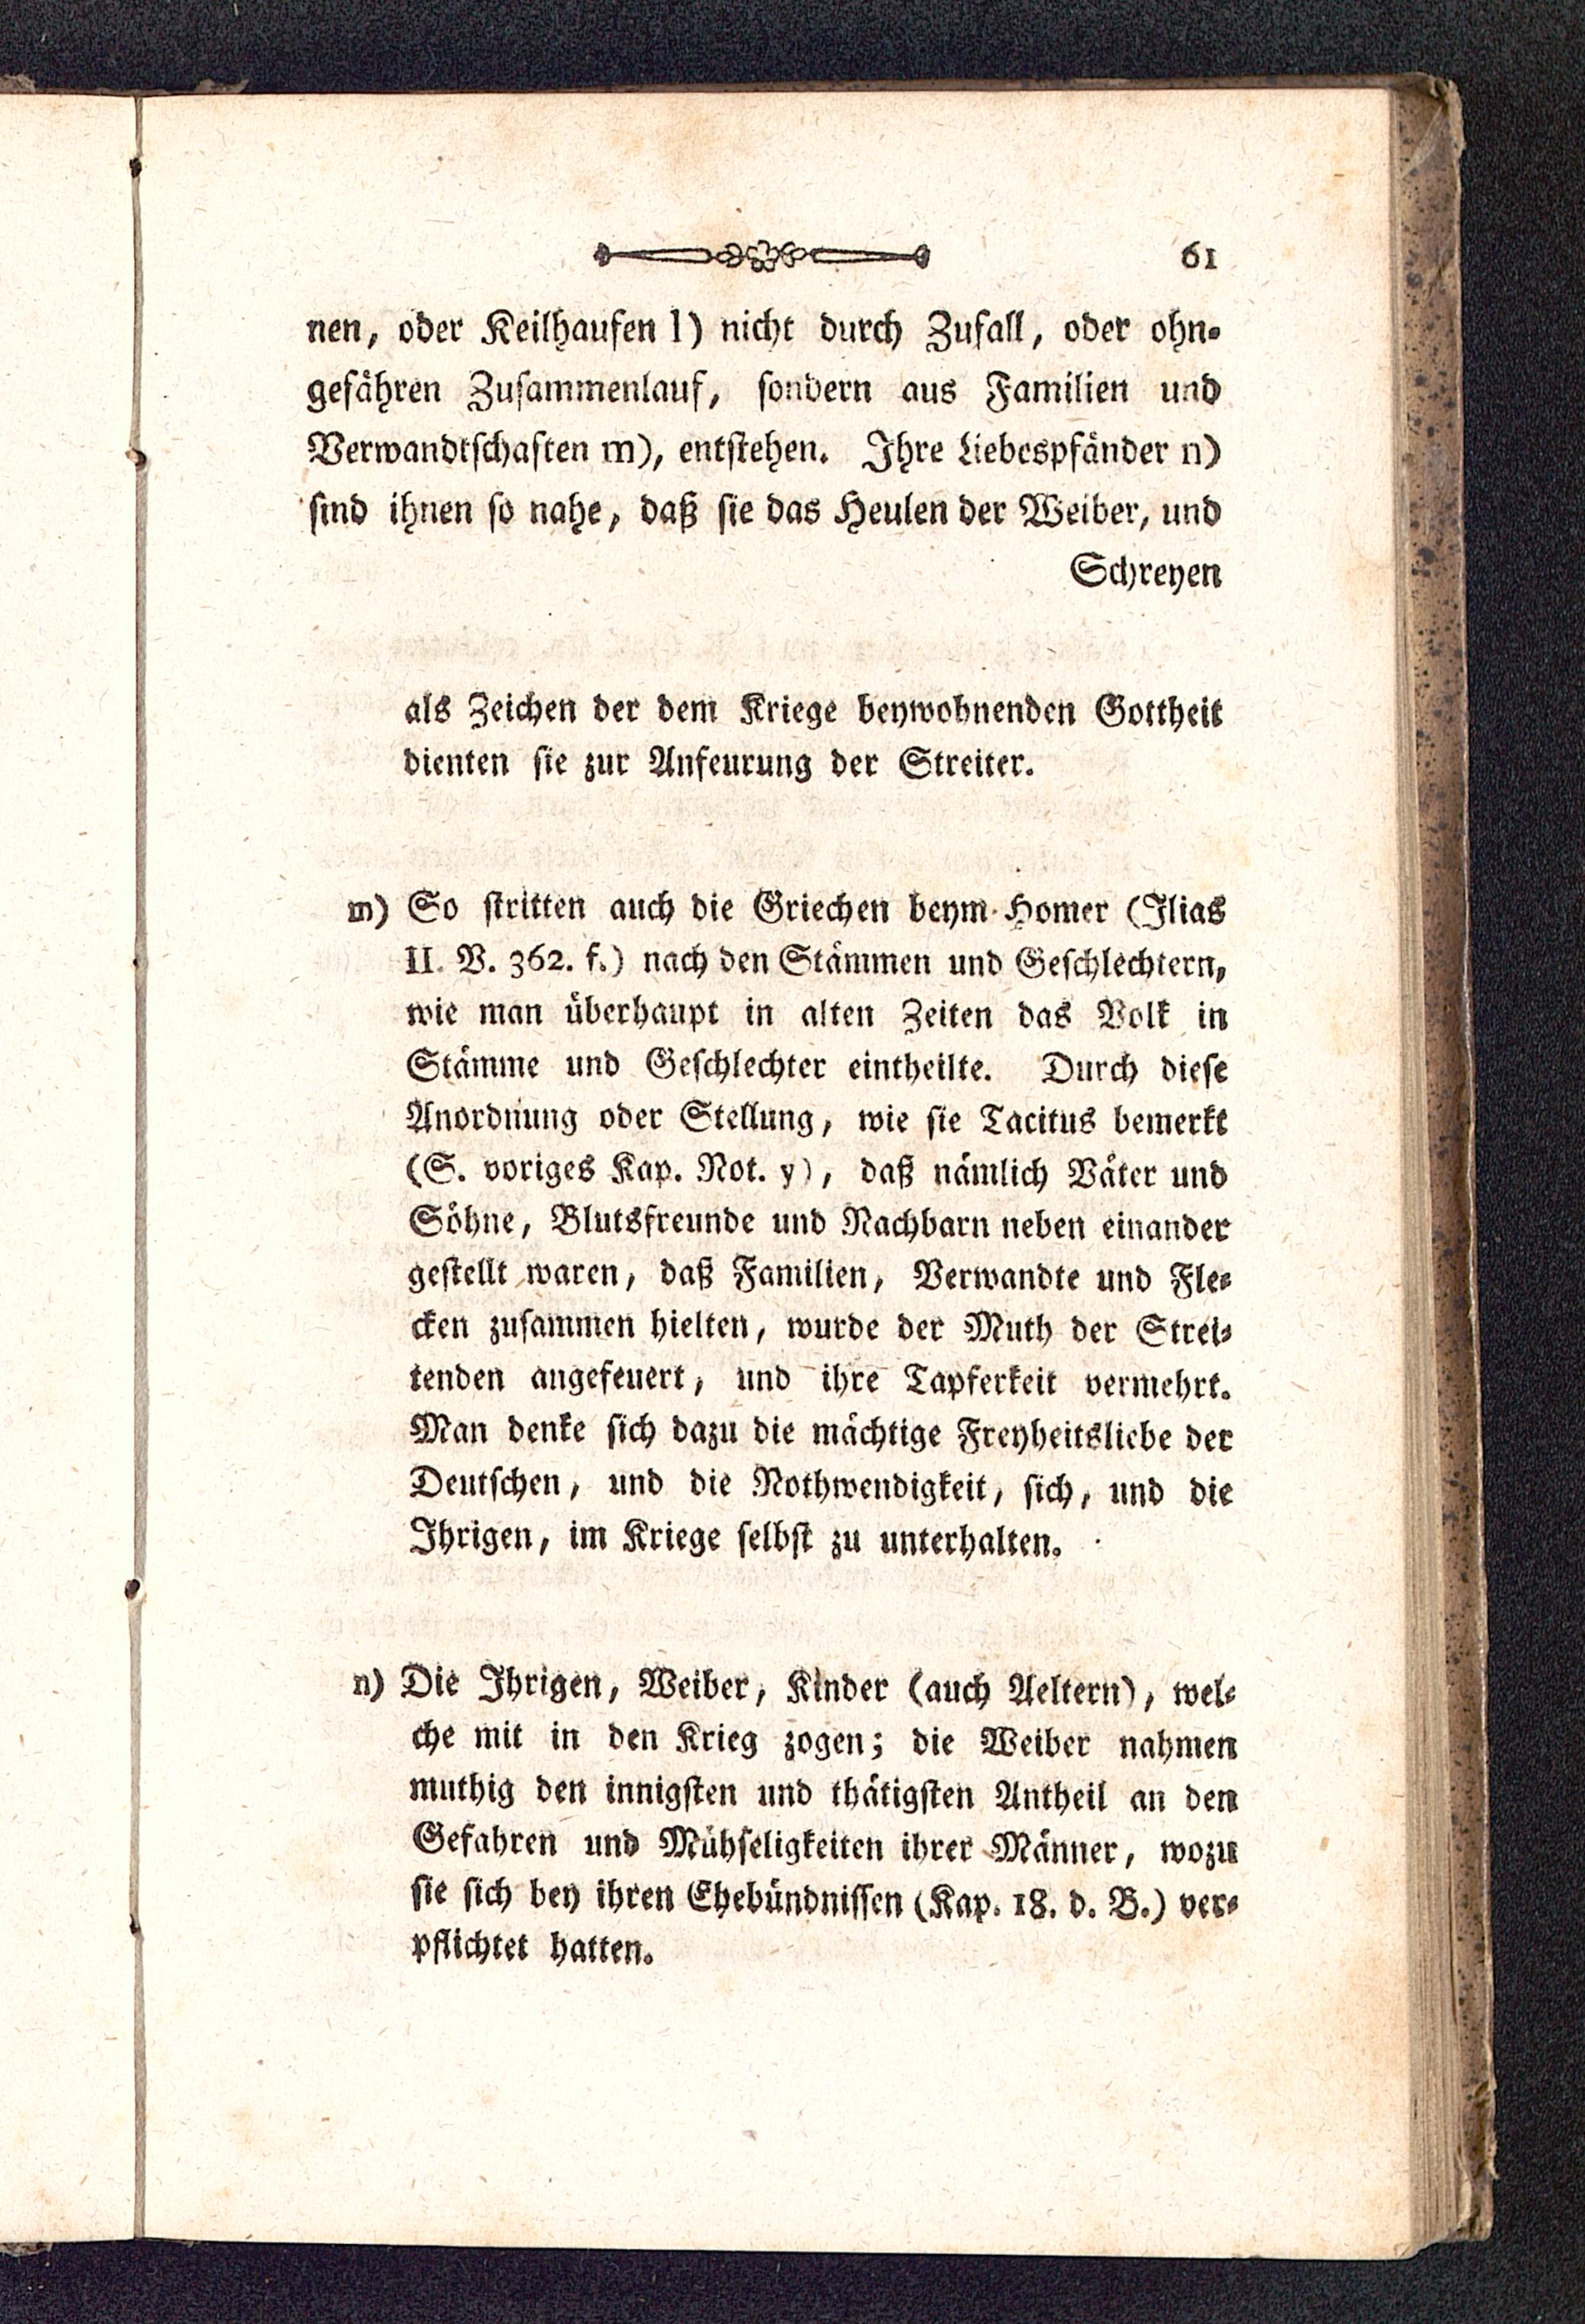 61
nen, oder Keilhaufen l) nicht durch Zufall, oder ohn-
gefähren Zusammenlauf, sondern aus Familien und
Verwandtschaften m), entstehen. Ihre Liebespfänder n)
sind ihnen so nahe, daß sie das Heulen der Weiber, und
Schreyen
als Zeichen der dem Kriege beywohnenden Gottheit
dienten sie zur Anfeurung der Streiter.
m) So stritten auch die Griechen beym Homer (Ilias
II. V. 362. f.) nach den Stämmen und Geschlechtern,
wie man überhaupt in alten Zeiten das Volk in
Stämme und Geschlechter eintheilte. Durch diese
Anordnung oder Stellung, wie sie Tacitus bemerkt
(S. voriges Kap. Not. y), daß nämlich Väter und
Söhne, Blutsfreunde und Nachbarn neben einander
gestellt waren, daß Familien, Verwandte und Fle-
cken zusammen hielten, wurde der Muth der Strei-
tenden angefeuert, und ihre Tapferkeit vermehrt.
Man denke sich dazu die mächtige Freyheitsliebe der
Deutschen, und die Nothwendigkeit, sich, und die
Ihrigen, im Kriege selbst zu unterhalten.
n) Die Ihrigen, Weiber, Kinder (auch Aeltern), wel-
che mit in den Krieg zogen; die Weiber nahmen
muthig den innigsten und thätigsten Antheil an den
Gefahren und Mühseligkeiten ihrer Männer, wozu
sie sich bey ihren Ehebündnissen (Kap. 18. d. B.) ver-
pflichtet hatten.